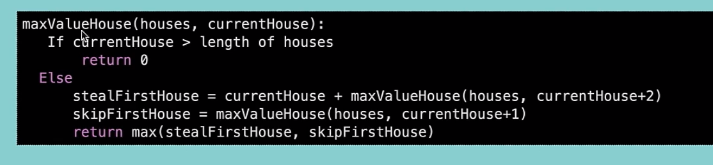 maxValueHouse(houses, currentHouse):
If currentHouse > length of houses
return 0
Else
stealFirstHouse = currentHouse + maxValueHouse(houses, currentHouse+2)
skipFirstHouse = maxValueHouse(houses, currentHouse+1)
return max(stealFirstHouse, skipFirstHouse)